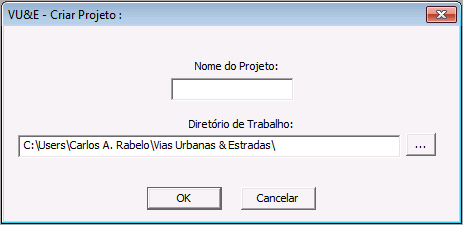 VU&E - Criar Projeto :
Nome do Projeto:
Diretório de Trabalho:
C:\Users\Carlos A. Rabelo\Vias Urbanas & Estradas\
...
OK Cancelar